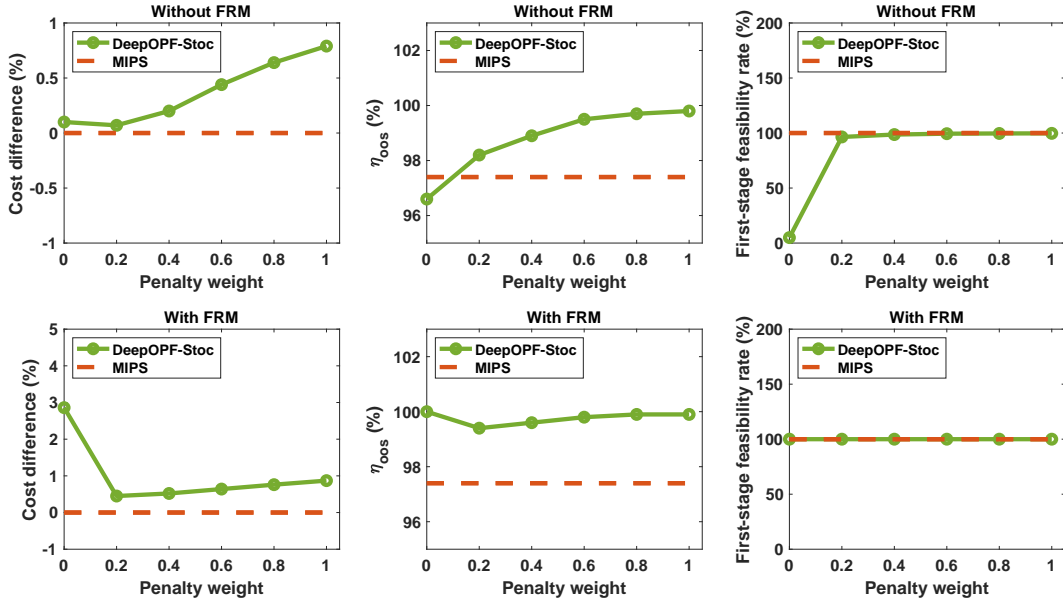 Without FRM
Cost difference (%)
1
0.5
0
-0.5
-1
DeepOPF-Stoc
MIPS
0 0.2 0.4 0.6 0.8 1
Penalty weight
Without FRM
η_oos (%)
102
100
98
96
DeepOPF-Stoc
MIPS
0 0.2 0.4 0.6 0.8 1
Penalty weight
Without FRM
First-stage feasibility rate (%)
200
150
100
50
0
DeepOPF-Stoc
MIPS
0 0.2 0.4 0.6 0.8 1
Penalty weight
With FRM
Cost difference (%)
5
4
3
2
1
0
-1
DeepOPF-Stoc
MIPS
0 0.2 0.4 0.6 0.8 1
Penalty weight
With FRM
η_oos (%)
102
100
98
96
DeepOPF-Stoc
MIPS
0 0.2 0.4 0.6 0.8 1
Penalty weight
With FRM
First-stage feasibility rate (%)
200
150
100
50
0
DeepOPF-Stoc
MIPS
0 0.2 0.4 0.6 0.8 1
Penalty weight